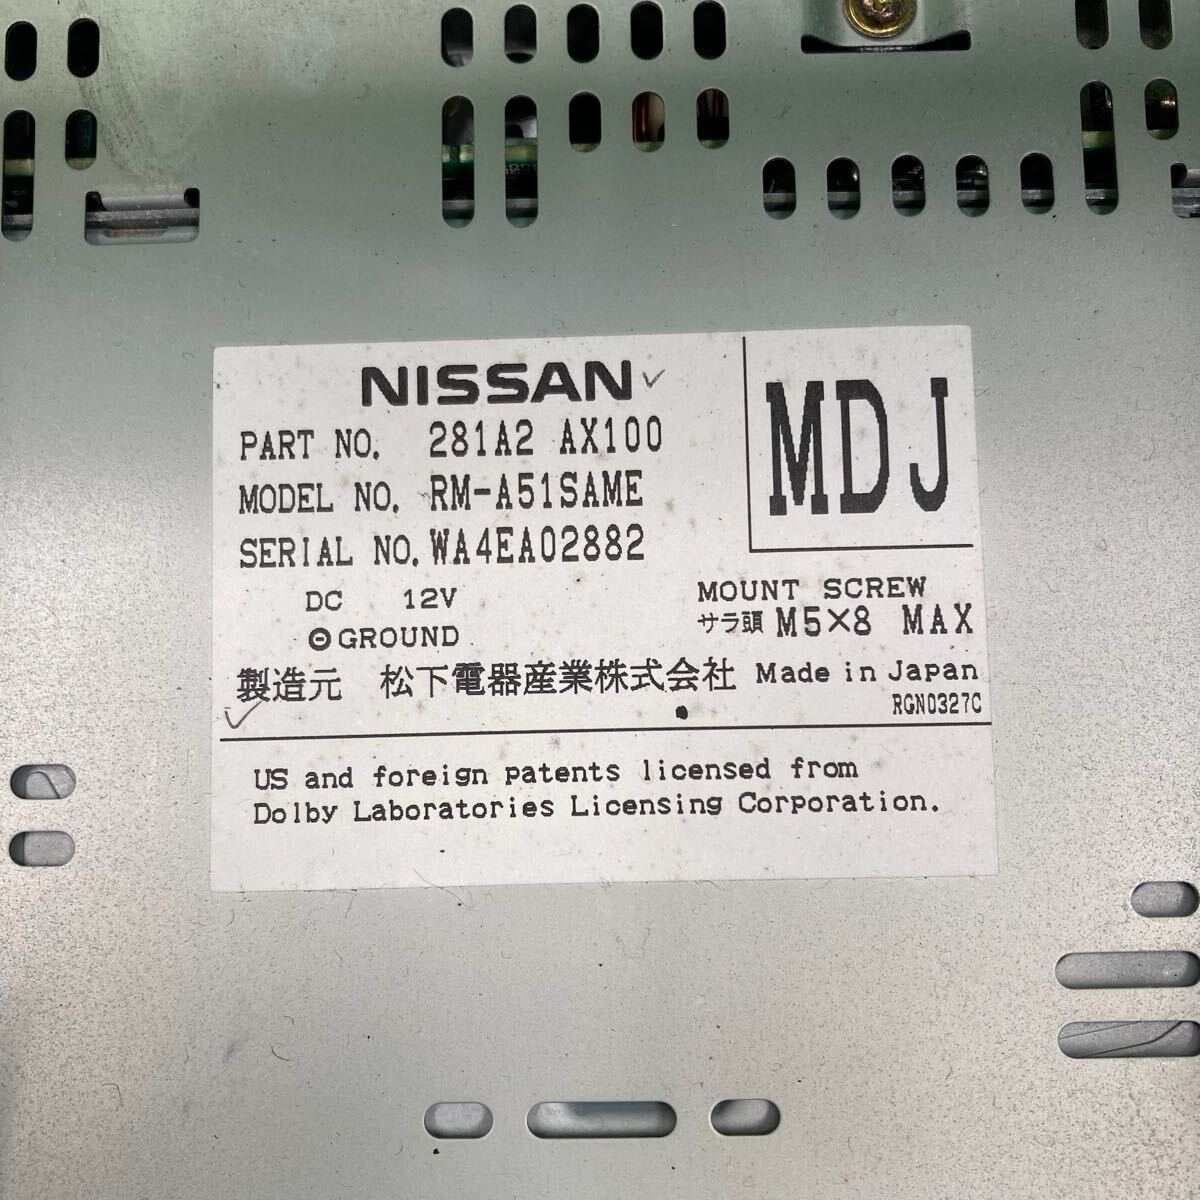 NISSAN
PART NO. 281A2 AX100
MODEL NO. RM-A51SAME
SERIAL NO. WA4EA02882
MDJ
DC 12V
⊖ GROUND
MOUNT SCREW
サラ頭 M5×8 MAX
製造元 松下電器産業株式会社 Made in Japan
RGN0327C
US and foreign patents licensed from
Dolby Laboratories Licensing Corporation.